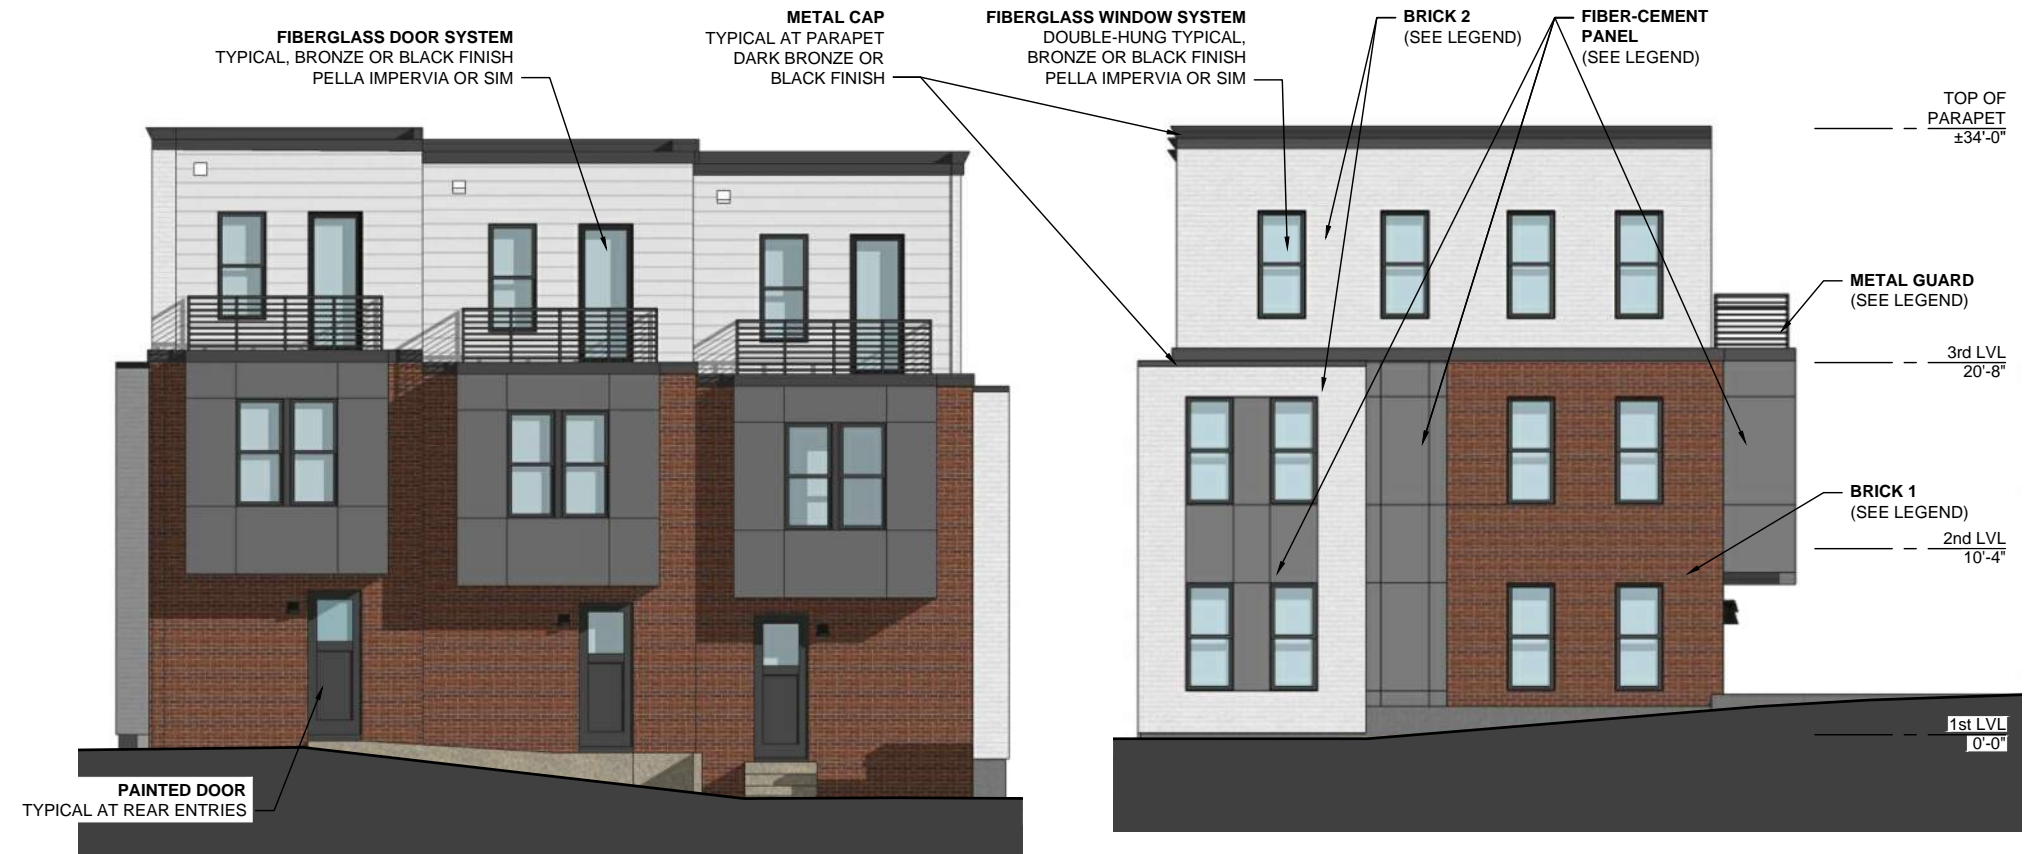 FIBERGLASS DOOR SYSTEM
TYPICAL, BRONZE OR BLACK FINISH
PELLA IMPERVIA OR SIM
METAL CAP
TYPICAL AT PARAPET
DARK BRONZE OR
BLACK FINISH
FIBERGLASS WINDOW SYSTEM
DOUBLE-HUNG TYPICAL,
BRONZE OR BLACK FINISH
PELLA IMPERVIA OR SIM
BRICK 2
(SEE LEGEND)
FIBER-CEMENT
PANEL
(SEE LEGEND)
TOP OF
PARAPET
±34'-0"
METAL GUARD
(SEE LEGEND)
3rd LVL
20'-8"
BRICK 1
(SEE LEGEND)
2nd LVL
10'-4"
1st LVL
0'-0"
PAINTED DOOR
TYPICAL AT REAR ENTRIES